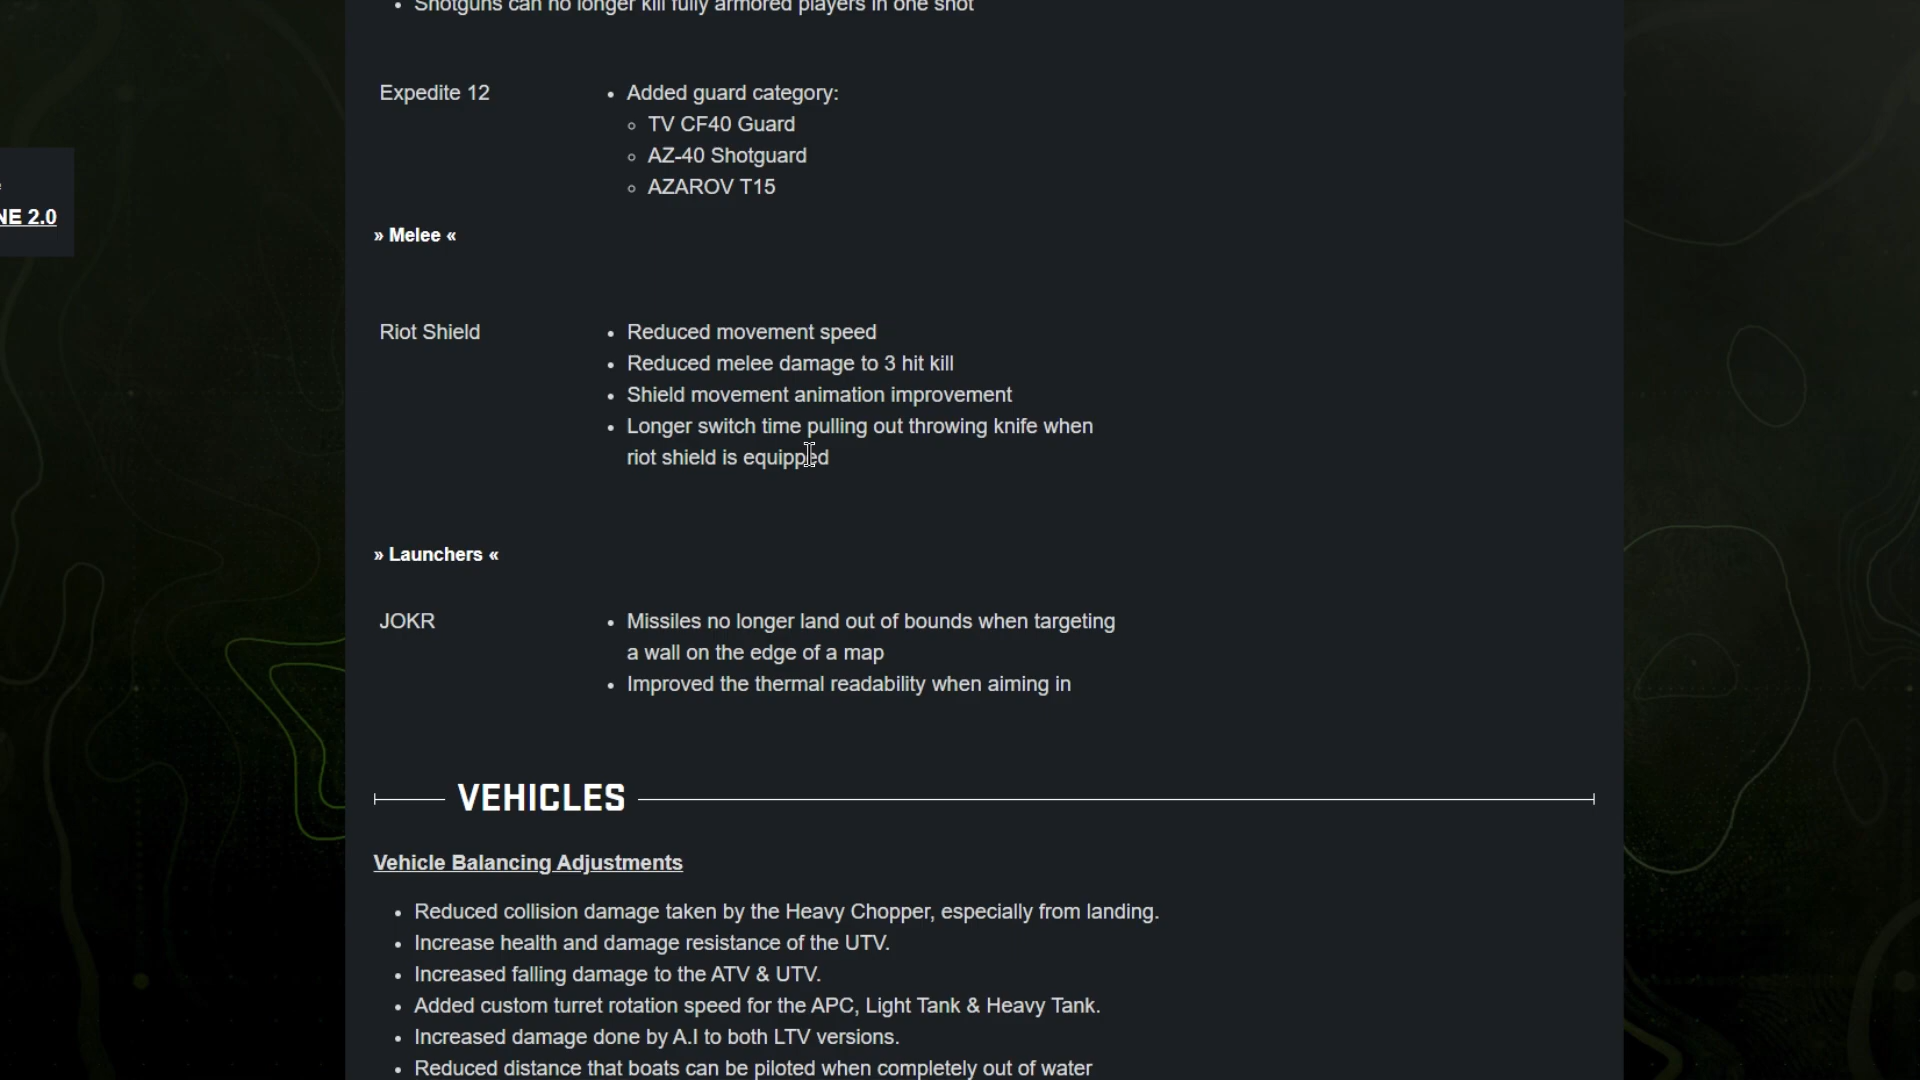 Shotguns can no longer kill fully armored players in one shot
Expedite 12
• Added guard category:
◦ TV CF40 Guard
◦ AZ-40 Shotguard
◦ AZAROV T15
NE 2.0
» Melee «
Riot Shield
• Reduced movement speed
• Reduced melee damage to 3 hit kill
• Shield movement animation improvement
• Longer switch time pulling out throwing knife when
riot shield is equipped
» Launchers «
JOKR
• Missiles no longer land out of bounds when targeting
a wall on the edge of a map
• Improved the thermal readability when aiming in
VEHICLES
Vehicle Balancing Adjustments
• Reduced collision damage taken by the Heavy Chopper, especially from landing.
• Increase health and damage resistance of the UTV.
• Increased falling damage to the ATV & UTV.
• Added custom turret rotation speed for the APC, Light Tank & Heavy Tank.
• Increased damage done by A.I to both LTV versions.
• Reduced distance that boats can be piloted when completely out of water